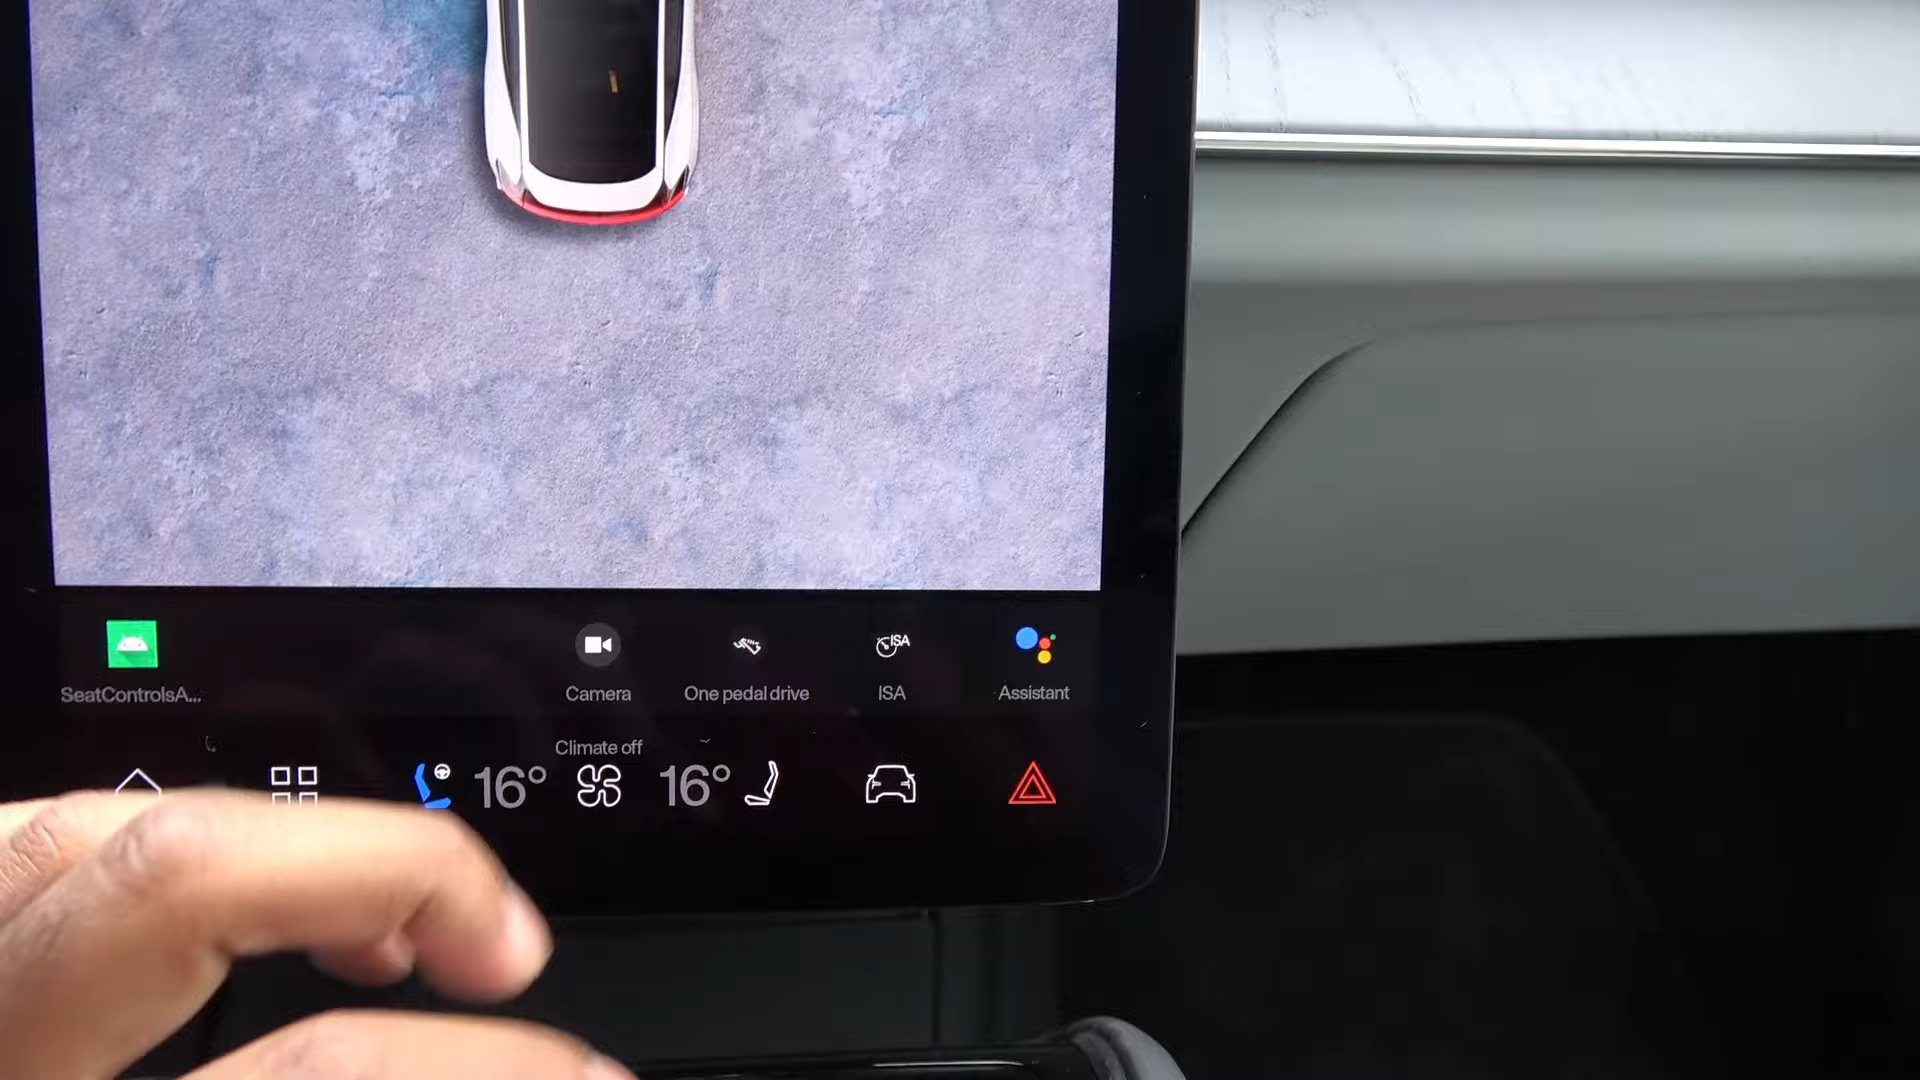 ISA
SeatControlsA...
Camera
One pedal drive
ISA
Assistant
Climate off
16°
16°